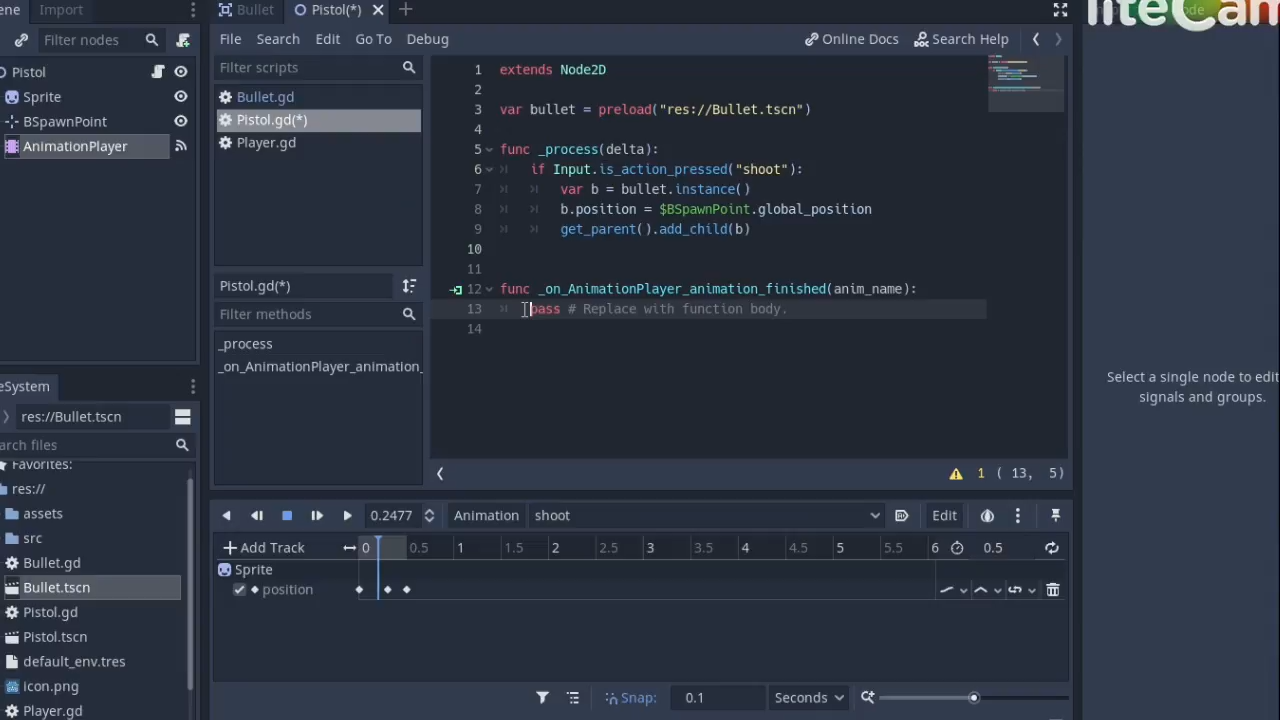 ene
Import
Filter nodes
Pistol
Sprite
BSpawnPoint
AnimationPlayer
eSystem
res://Bullet.tscn
arch files
Favorites:
res://
assets
src
Bullet.gd
Bullet.tscn
Pistol.gd
Pistol.tscn
default_env.tres
icon.png
Player.gd
Bullet
Pistol(*)
File Search Edit Go To Debug
Online Docs
Search Help
Filter scripts
Bullet.gd
Pistol.gd(*)
Player.gd
Pistol.gd(*)
Filter methods
_process
_on_AnimationPlayer_animation_
1 extends Node2D
2
3 var bullet = preload("res://Bullet.tscn")
4
5 func _process(delta):
6 if Input.is_action_pressed("shoot"):
7 var b = bullet.instance()
8 b.position = $BSpawnPoint.global_position
9 get_parent().add_child(b)
10
11
12 func _on_AnimationPlayer_animation_finished(anim_name):
13 pass # Replace with function body.
14
1 ( 13, 5)
0.2477 Animation shoot Edit
Add Track 0 0.5 1 1.5 2 2.5 3 3.5 4 4.5 5 5.5 6 0.5
Sprite
position
Snap: 0.1 Seconds
liteCam
Select a single node to edit
signals and groups.